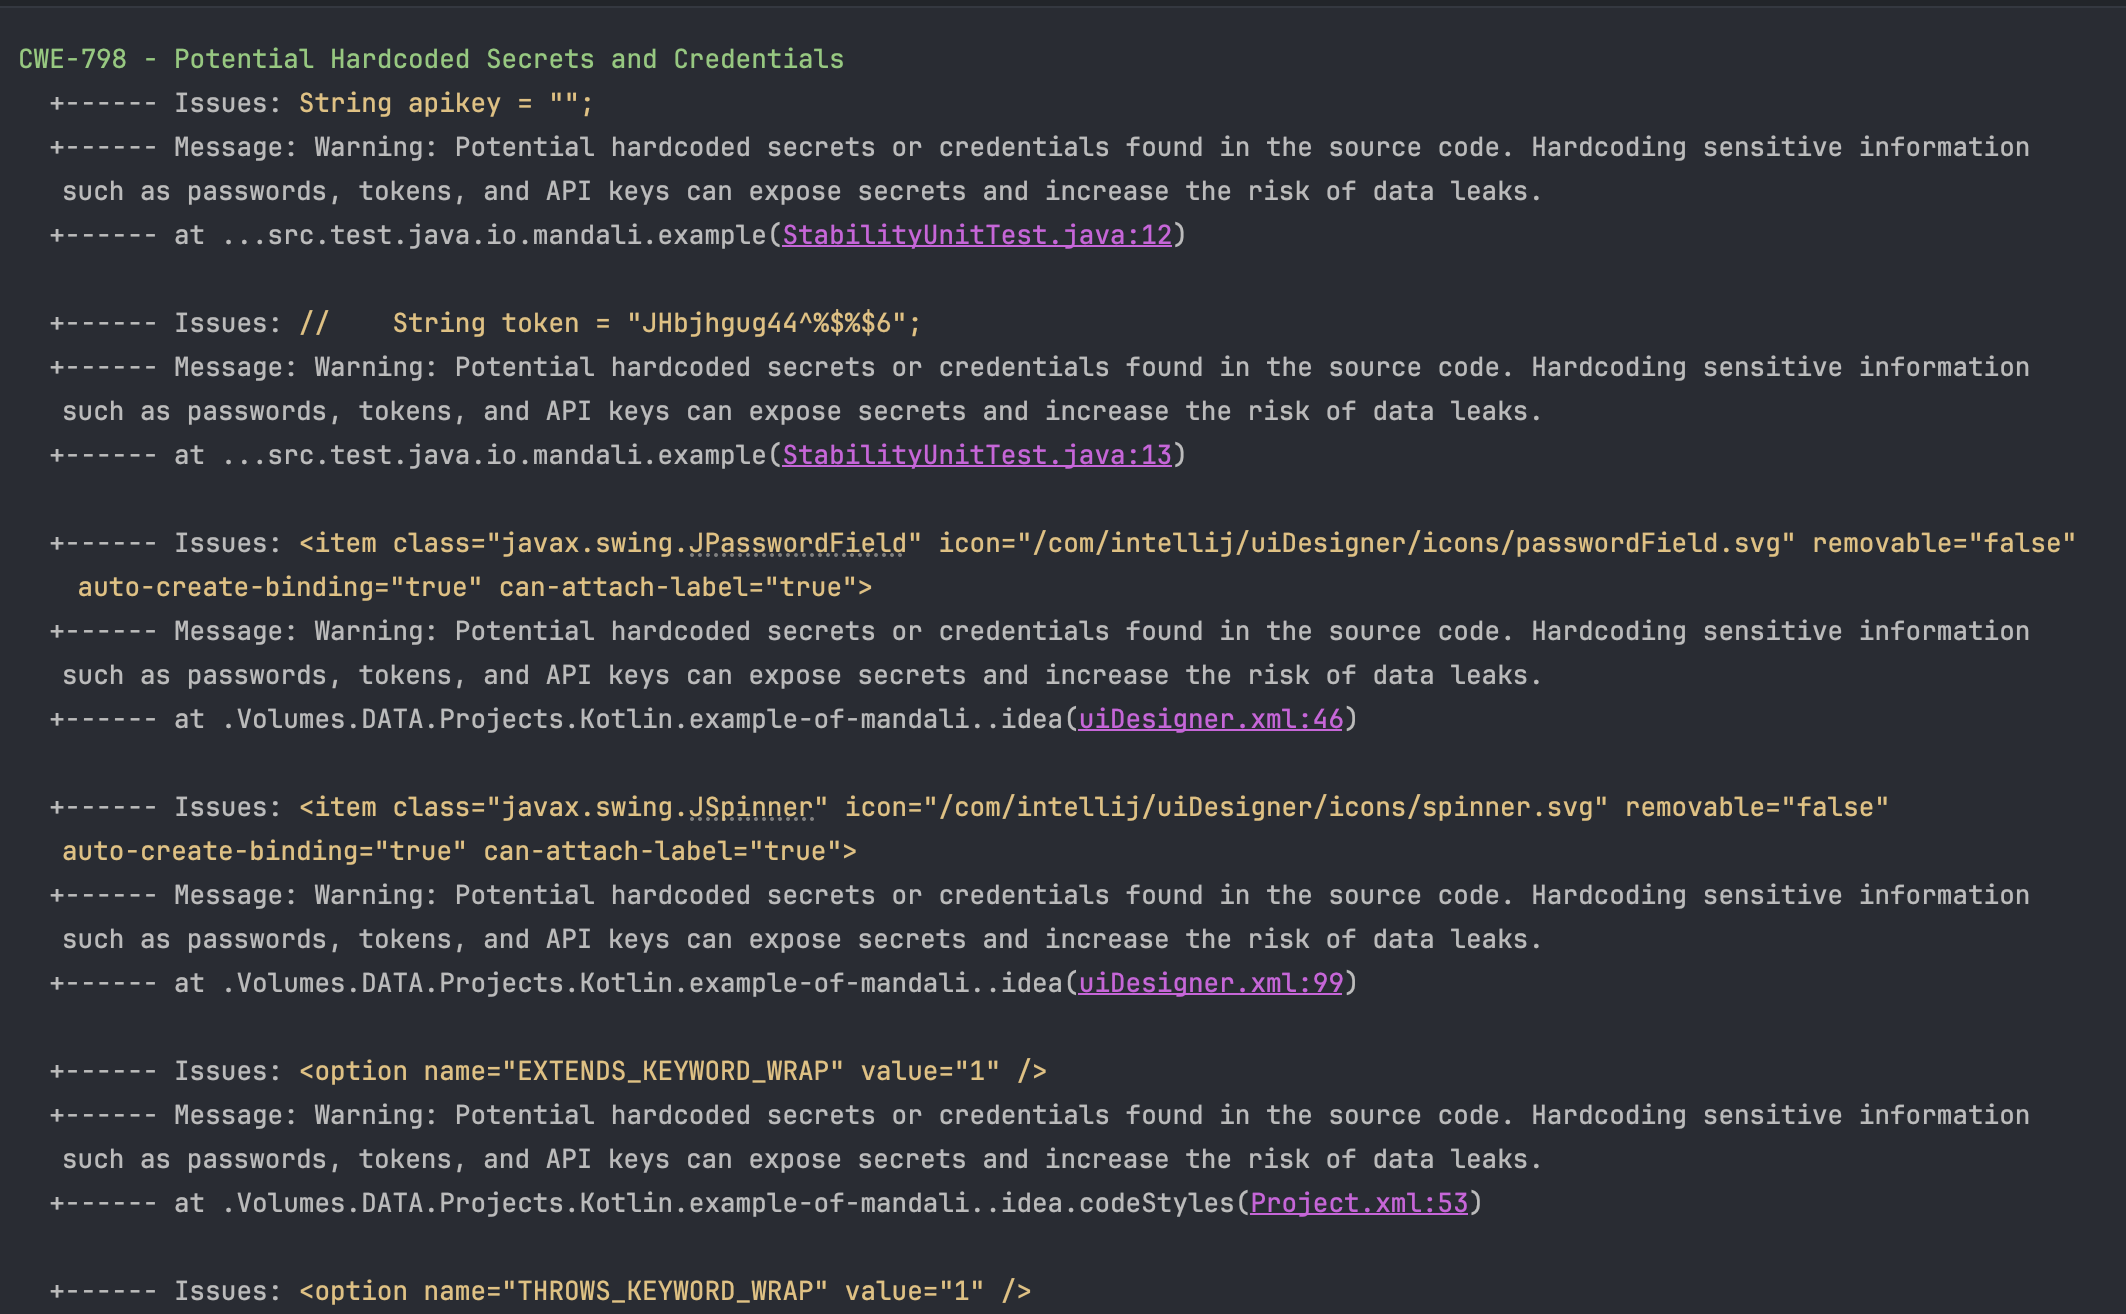 CWE-798 - Potential Hardcoded Secrets and Credentials
+------ Issues: String apikey = "";
+------ Message: Warning: Potential hardcoded secrets or credentials found in the source code. Hardcoding sensitive information
such as passwords, tokens, and API keys can expose secrets and increase the risk of data leaks.
+------ at ...src.test.java.io.mandali.example(StabilityUnitTest.java:12)
+------ Issues: //    String token = "JHbjhgug44^%$%$6";
+------ Message: Warning: Potential hardcoded secrets or credentials found in the source code. Hardcoding sensitive information
such as passwords, tokens, and API keys can expose secrets and increase the risk of data leaks.
+------ at ...src.test.java.io.mandali.example(StabilityUnitTest.java:13)
+------ Issues: <item class="javax.swing.JPasswordField" icon="/com/intellij/uiDesigner/icons/passwordField.svg" removable="false"
auto-create-binding="true" can-attach-label="true">
+------ Message: Warning: Potential hardcoded secrets or credentials found in the source code. Hardcoding sensitive information
such as passwords, tokens, and API keys can expose secrets and increase the risk of data leaks.
+------ at .Volumes.DATA.Projects.Kotlin.example-of-mandali..idea(uiDesigner.xml:46)
+------ Issues: <item class="javax.swing.JSpinner" icon="/com/intellij/uiDesigner/icons/spinner.svg" removable="false"
auto-create-binding="true" can-attach-label="true">
+------ Message: Warning: Potential hardcoded secrets or credentials found in the source code. Hardcoding sensitive information
such as passwords, tokens, and API keys can expose secrets and increase the risk of data leaks.
+------ at .Volumes.DATA.Projects.Kotlin.example-of-mandali..idea(uiDesigner.xml:99)
+------ Issues: <option name="EXTENDS_KEYWORD_WRAP" value="1" />
+------ Message: Warning: Potential hardcoded secrets or credentials found in the source code. Hardcoding sensitive information
such as passwords, tokens, and API keys can expose secrets and increase the risk of data leaks.
+------ at .Volumes.DATA.Projects.Kotlin.example-of-mandali..idea.codeStyles(Project.xml:53)
+------ Issues: <option name="THROWS_KEYWORD_WRAP" value="1" />